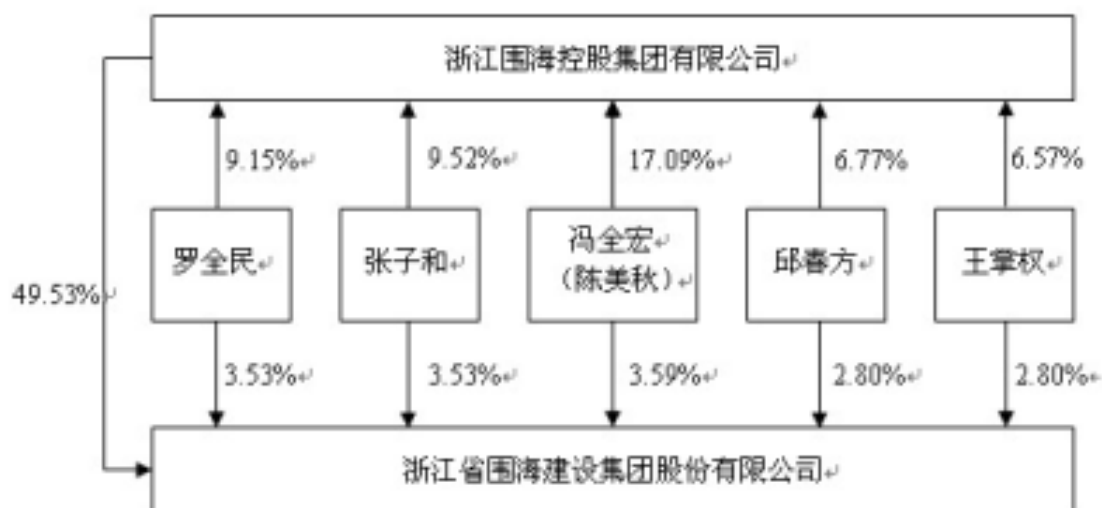 浙江围海控股集团有限公司
9.15% 9.52% 17.09% 6.77% 6.57%
罗全民 张子和 冯全宏 邱春方 王掌权
（陈美秋）
49.53%
3.53% 3.53% 3.59% 2.80% 2.80%
浙江省围海建设集团股份有限公司